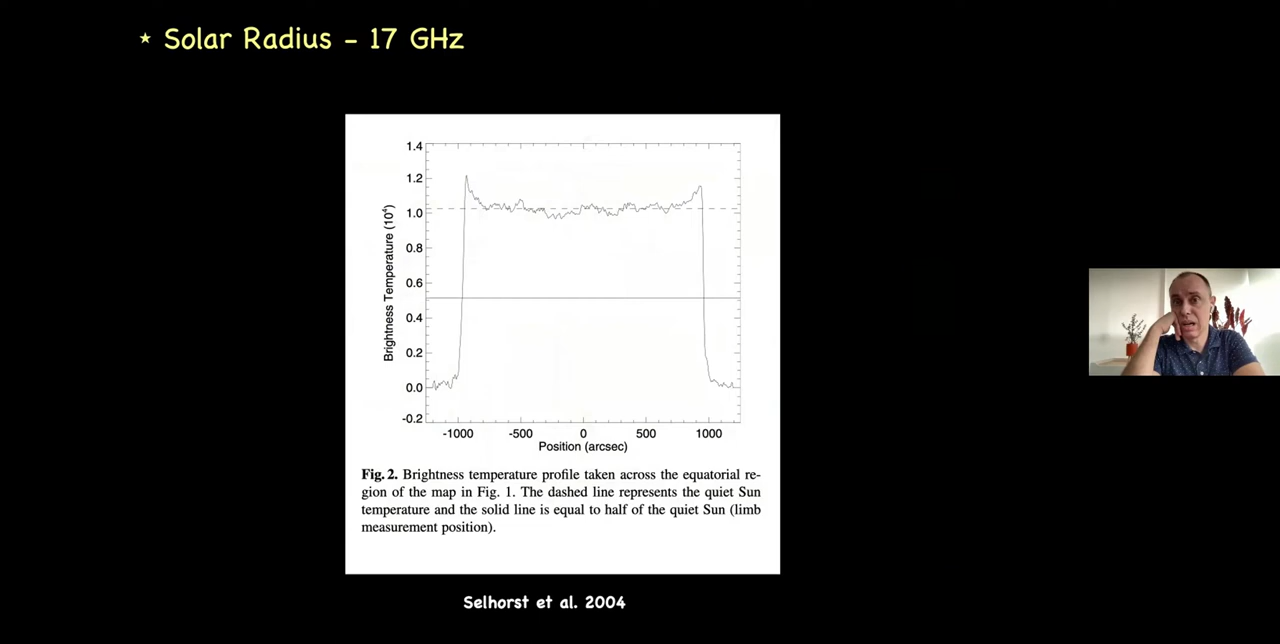 ★ Solar Radius – 17 GHz
1.4
1.2
1.0
0.8
0.6
0.4
0.2
0.0
-0.2
Brightness Temperature (10⁴)
-1000 -500 0 500 1000
Position (arcsec)
Fig. 2. Brightness temperature profile taken across the equatorial re-
gion of the map in Fig. 1. The dashed line represents the quiet Sun
temperature and the solid line is equal to half of the quiet Sun (limb
measurement position).
Selhorst et al. 2004